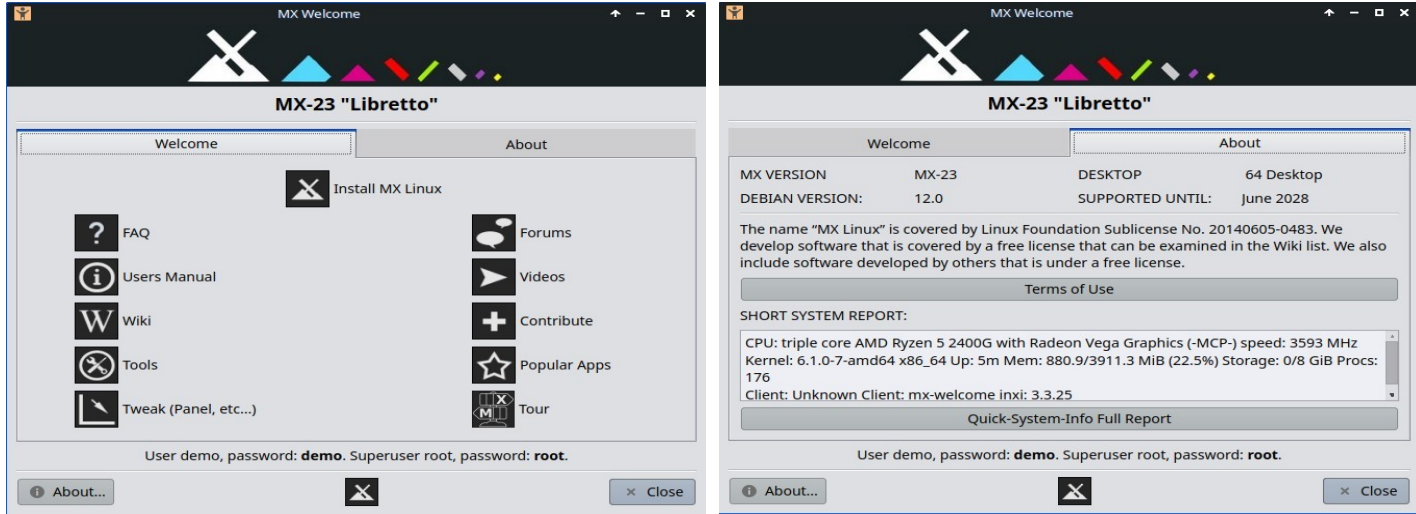 MX Welcome
MX-23 "Libretto"
Welcome About
Install MX Linux
? FAQ Forums
i Users Manual Videos
W Wiki Contribute
Tools Popular Apps
Tweak (Panel, etc...) MX Tour
User demo, password: demo. Superuser root, password: root.
About... Close
MX Welcome
MX-23 "Libretto"
Welcome About
MX VERSION MX-23 DESKTOP 64 Desktop
DEBIAN VERSION: 12.0 SUPPORTED UNTIL: June 2028
The name “MX Linux” is covered by Linux Foundation Sublicense No. 20140605-0483. We
develop software that is covered by a free license that can be examined in the Wiki list. We also
include software developed by others that is under a free license.
Terms of Use
SHORT SYSTEM REPORT:
CPU: triple core AMD Ryzen 5 2400G with Radeon Vega Graphics (-MCP-) speed: 3593 MHz
Kernel: 6.1.0-7-amd64 x86_64 Up: 5m Mem: 880.9/3911.3 MiB (22.5%) Storage: 0/8 GiB Procs:
176
Client: Unknown Client: mx-welcome inxi: 3.3.25
Quick-System-Info Full Report
User demo, password: demo. Superuser root, password: root.
About... Close